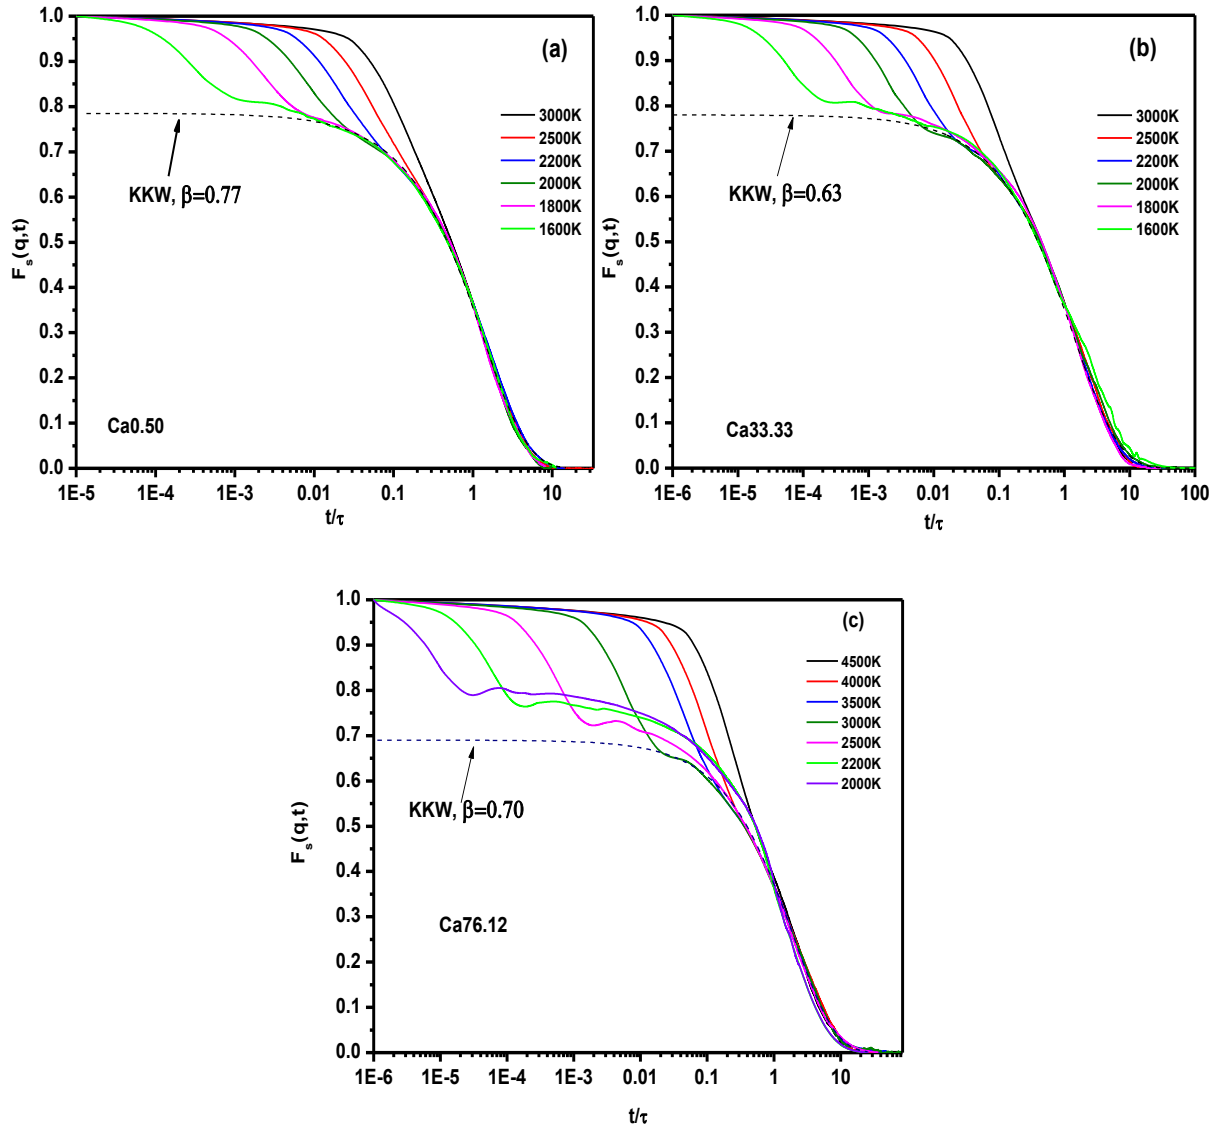 (a)
1.0
0.9
0.8
0.7
0.6
0.5
0.4
0.3
0.2
0.1
0.0
F_s(q,t)
3000K
2500K
2200K
2000K
1800K
1600K
KKW, β=0.77
Ca0.50
1E-5 1E-4 1E-3 0.01 0.1 1 10
t/τ
(b)
1.0
0.9
0.8
0.7
0.6
0.5
0.4
0.3
0.2
0.1
0.0
F_s(q,t)
3000K
2500K
2200K
2000K
1800K
1600K
KKW, β=0.63
Ca33.33
1E-6 1E-5 1E-4 1E-3 0.01 0.1 1 10 100
t/τ
(c)
1.0
0.9
0.8
0.7
0.6
0.5
0.4
0.3
0.2
0.1
0.0
F_s(q,t)
4500K
4000K
3500K
3000K
2500K
2200K
2000K
KKW, β=0.70
Ca76.12
1E-6 1E-5 1E-4 1E-3 0.01 0.1 1 10
t/τ